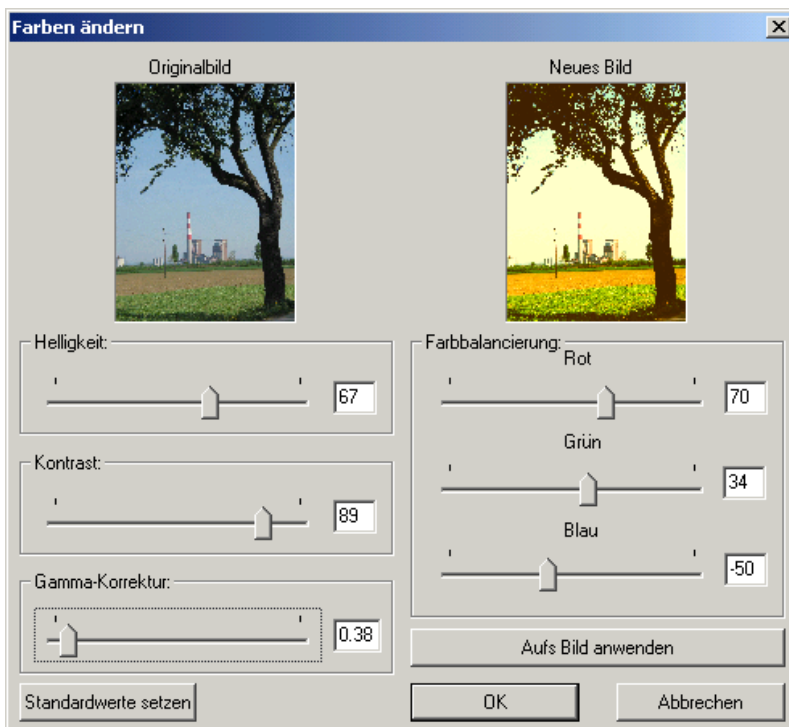 Farben ändern
Originalbild
Neues Bild
Helligkeit:
67
Kontrast:
89
Gamma-Korrektur:
0.38
Farbbalancierung:
Rot
70
Grün
34
Blau
-50
Aufs Bild anwenden
Standardwerte setzen
OK
Abbrechen